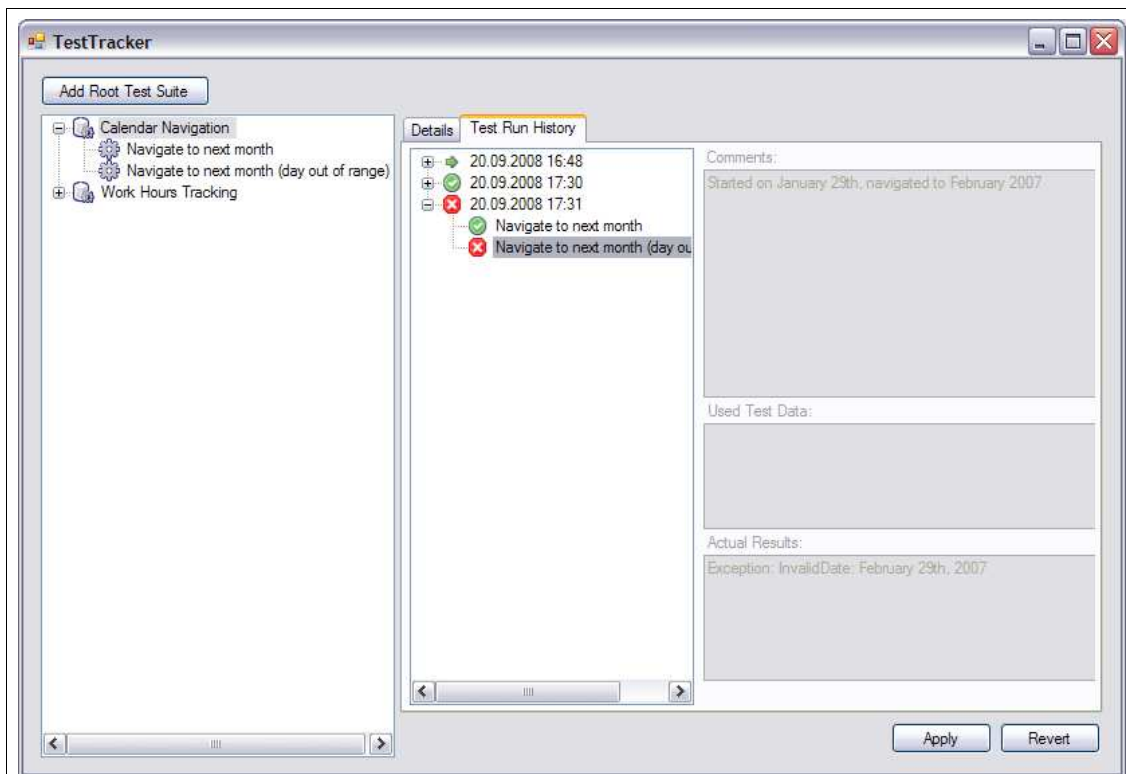 TestTracker
Add Root Test Suite
Calendar Navigation
Navigate to next month
Navigate to next month (day out of range)
Work Hours Tracking
Details
Test Run History
20.09.2008 16:48
20.09.2008 17:30
20.09.2008 17:31
Navigate to next month
Navigate to next month (day ou
Comments:
Started on January 29th, navigated to February 2007
Used Test Data:
Actual Results:
Exception: InvalidDate: February 29th, 2007
Apply
Revert